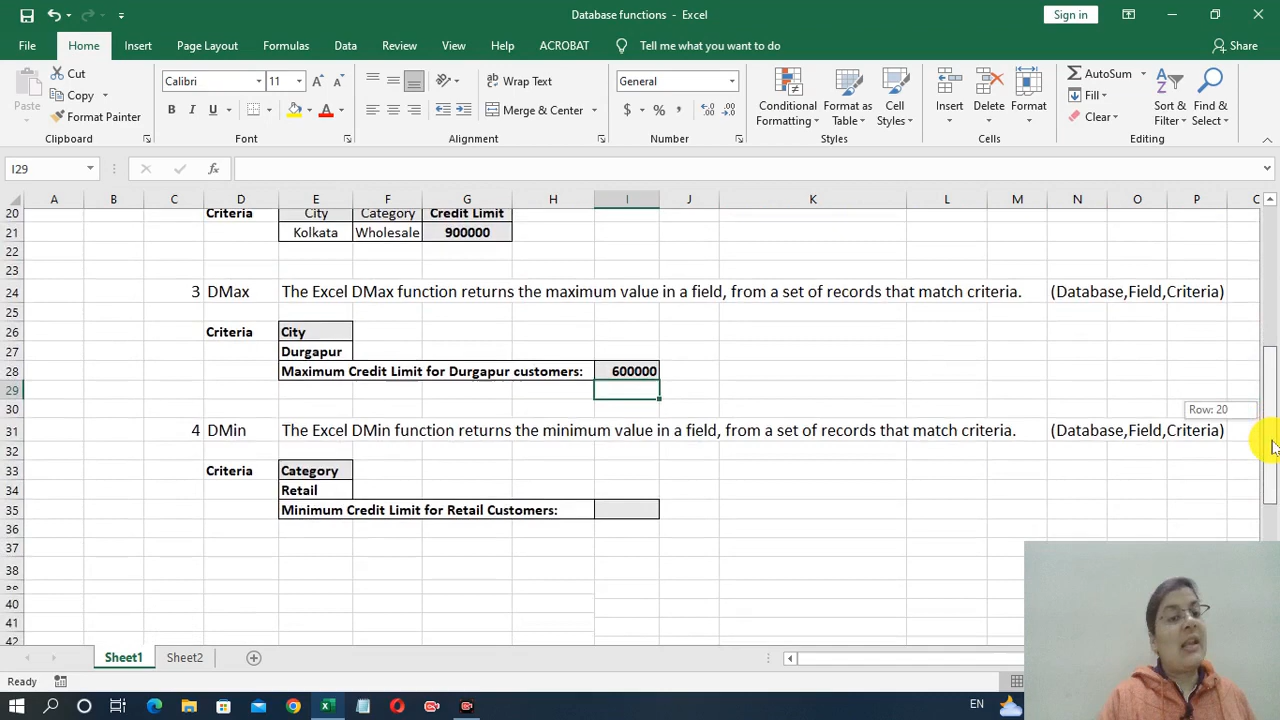 Database functions - Excel
Sign in
File Home Insert Page Layout Formulas Data Review View Help ACROBAT Tell me what you want to do Share
Paste Cut Copy Format Painter
Calibri 11
B I U
Wrap Text
Merge & Center
General
$ % ,
Conditional Formatting Format as Table Cell Styles
Insert Delete Format
AutoSum Fill Clear
Sort & Filter Find & Select
Clipboard Font Alignment Number Styles Cells Editing
I29 fx
A B C D E F G H I J K L M N O P
20 Criteria City Category Credit Limit
21 Kolkata Wholesale 900000
22
23
24 3 DMax The Excel DMax function returns the maximum value in a field, from a set of records that match criteria. (Database,Field,Criteria)
25
26 Criteria City
27 Durgapur
28 Maximum Credit Limit for Durgapur customers: 600000
29
30 Row: 20
31 4 DMin The Excel DMin function returns the minimum value in a field, from a set of records that match criteria. (Database,Field,Criteria)
32
33 Criteria Category
34 Retail
35 Minimum Credit Limit for Retail Customers:
36
37
38
40
41
42
Sheet1 Sheet2
Ready
EN